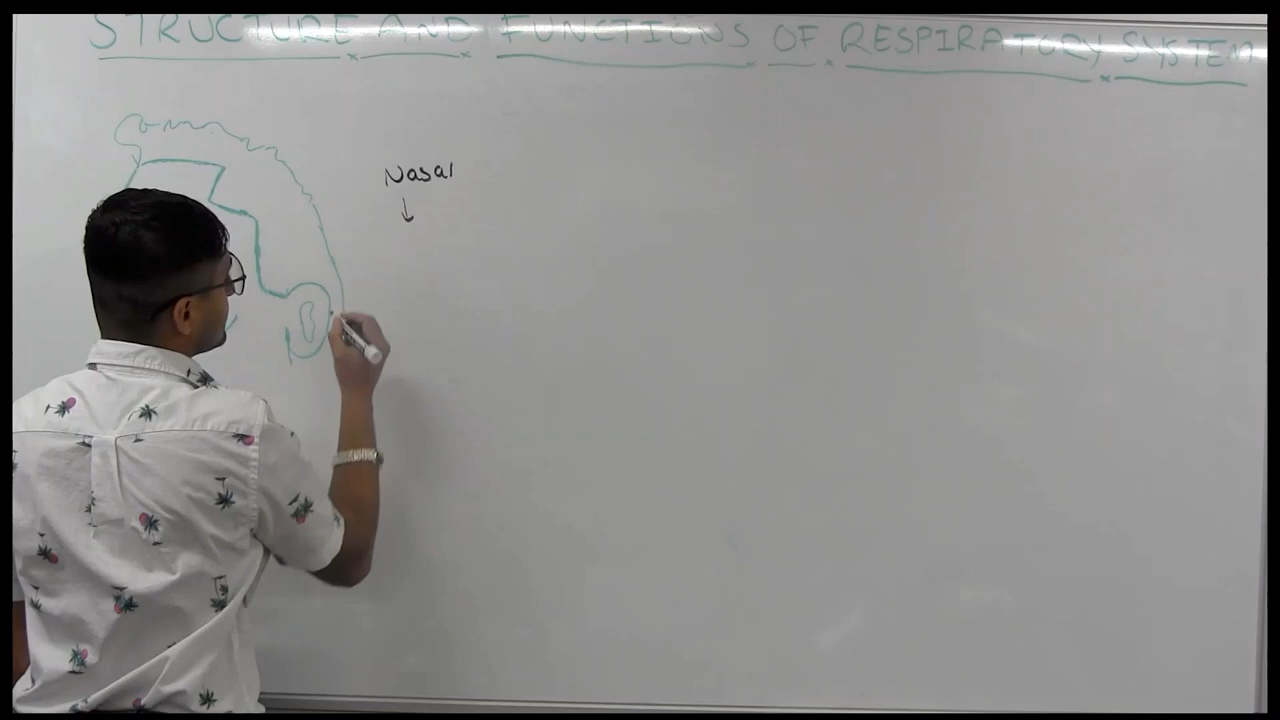 STRUCTURE AND FUNCTIONS OF RESPIRATORY SYSTEM
Nasal